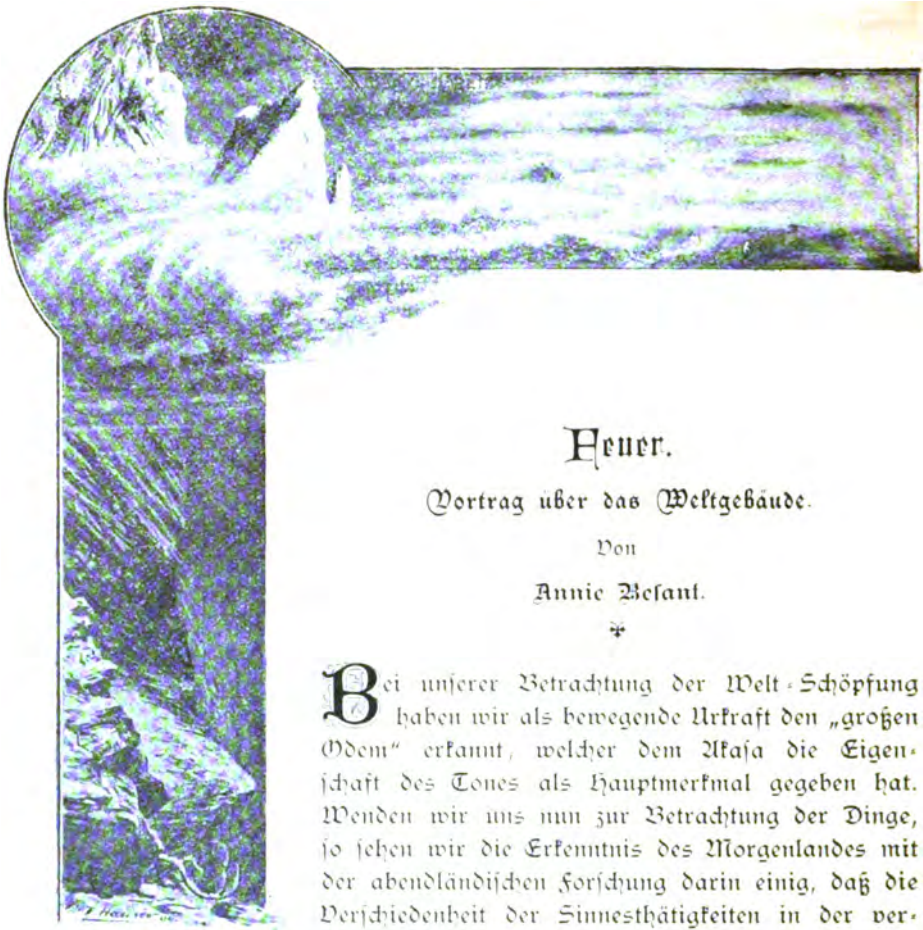 Feuer.
Vortrag über das Weltgebäude.
Von
Annie Besant.
Bei unserer Betrachtung der Welt-Schöpfung
haben wir als bewegende Urkraft den „großen
Odem“ erkannt, welcher dem Akasa die Eigen-
schaft des Tones als Hauptmerkmal gegeben hat.
Wenden wir uns nun zur Betrachtung der Dinge,
so sehen wir die Erkenntnis des Morgenlandes mit
der abendländischen Forschung darin einig, daß die
Verschiedenheit der Sinnesthätigkeiten in der ver-